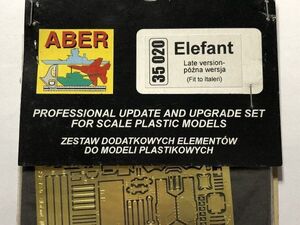 ABER
35 020
Elefant
Late version-
późna wersja
(Fit to Italeri)
PROFESSIONAL UPDATE AND UPGRADE SET
FOR SCALE PLASTIC MODELS
ZESTAW DODATKOWYCH ELEMENTÓW
DO MODELI PLASTIKOWYCH